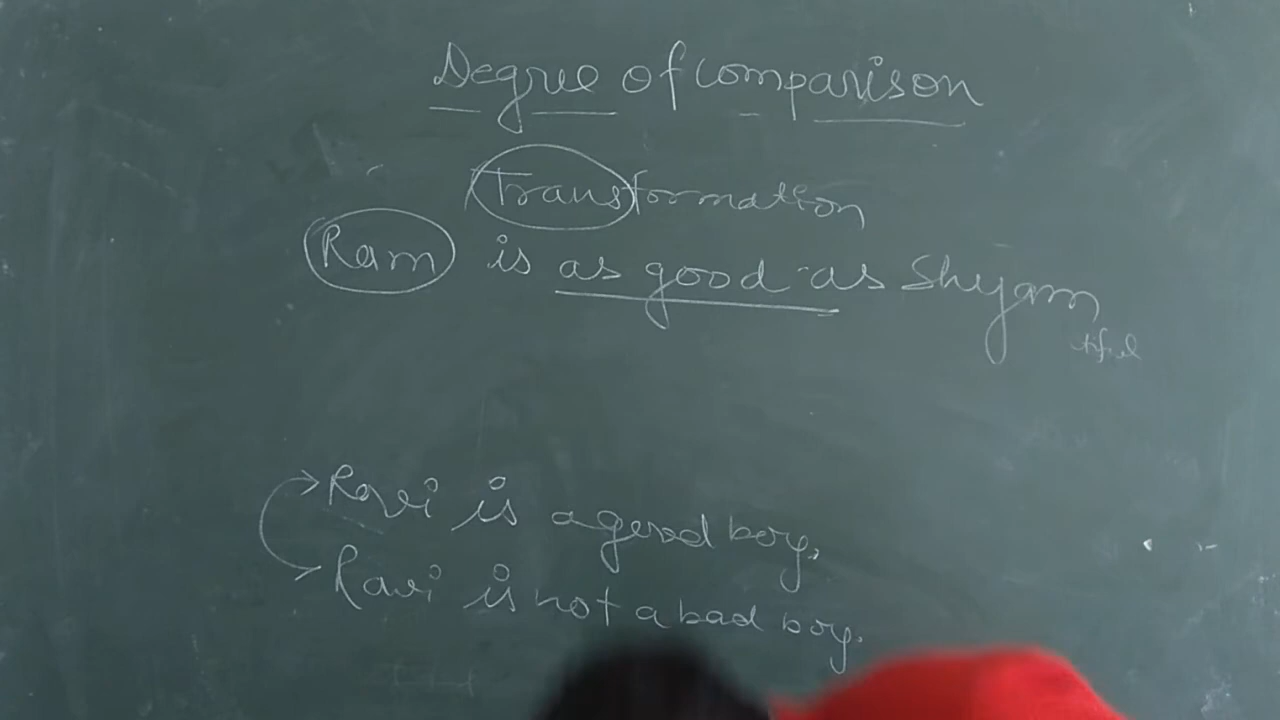 Degree of comparison
Transformation
Ram is as good as Shyam
tiful
Ravi is a good boy.
Ravi is not a bad boy.